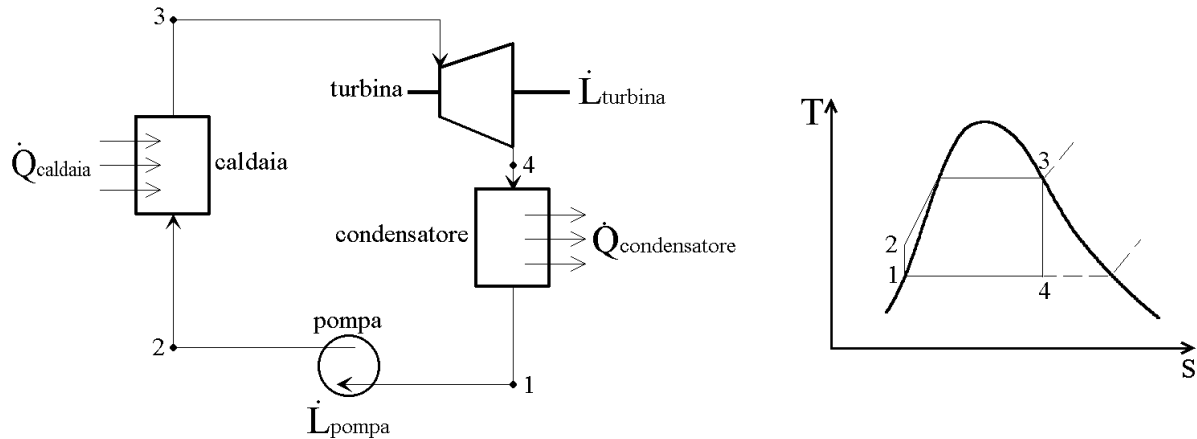 3
turbina
L̇turbina
Q̇caldaia
caldaia
4
condensatore
Q̇condensatore
pompa
2
1
L̇pompa
T
3
2
1
4
s